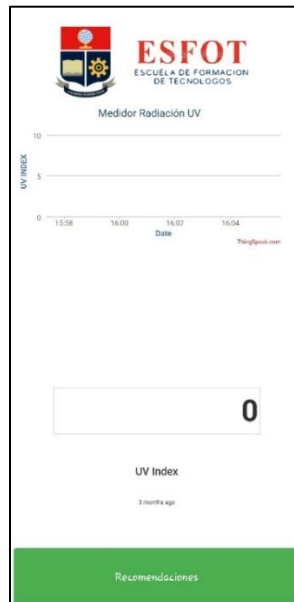 ESFOT
ESCUELA DE FORMACION
DE TECNOLOGOS
Medidor Radiación UV
10
UV INDEX
5
0
15:58 16:00 16:02 16:04
Date
ThingSpeak.com
0
UV Index
3 months ago
Recomendaciones